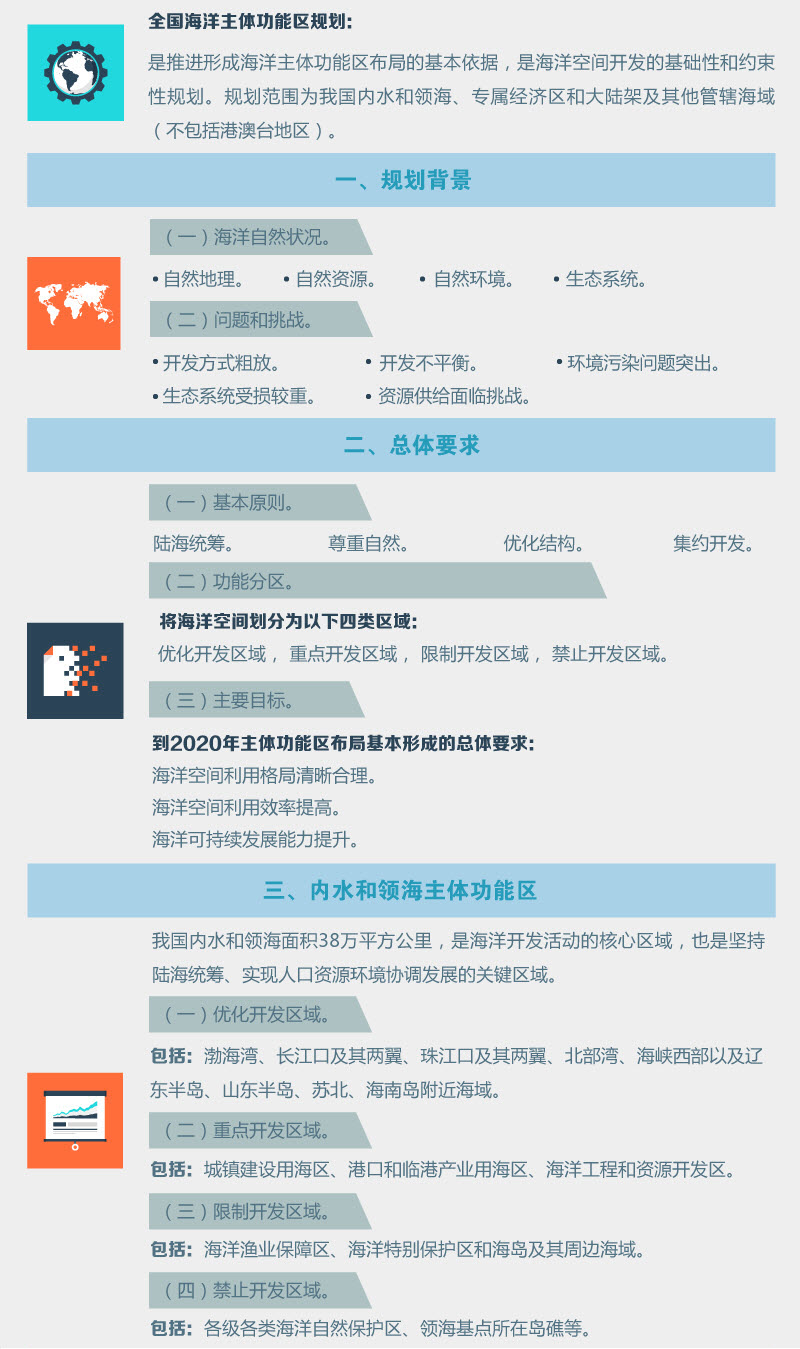 全国海洋主体功能区规划:
是推进形成海洋主体功能区布局的基本依据，是海洋空间开发的基础性和约束
性规划。规划范围为我国内水和领海、专属经济区和大陆架及其他管辖海域
（不包括港澳台地区）。
一、规划背景
（一）海洋自然状况。
•自然地理。 •自然资源。 •自然环境。 •生态系统。
（二）问题和挑战。
•开发方式粗放。 •开发不平衡。 •环境污染问题突出。
•生态系统受损较重。 •资源供给面临挑战。
二、总体要求
（一）基本原则。
陆海统筹。 尊重自然。 优化结构。 集约开发。
（二）功能分区。
将海洋空间划分为以下四类区域:
优化开发区域，重点开发区域，限制开发区域，禁止开发区域。
（三）主要目标。
到2020年主体功能区布局基本形成的总体要求:
海洋空间利用格局清晰合理。
海洋空间利用效率提高。
海洋可持续发展能力提升。
三、内水和领海主体功能区
我国内水和领海面积38万平方公里，是海洋开发活动的核心区域，也是坚持
陆海统筹、实现人口资源环境协调发展的关键区域。
（一）优化开发区域。
包括: 渤海湾、长江口及其两翼、珠江口及其两翼、北部湾、海峡西部以及辽
东半岛、山东半岛、苏北、海南岛附近海域。
（二）重点开发区域。
包括: 城镇建设用海区、港口和临港产业用海区、海洋工程和资源开发区。
（三）限制开发区域。
包括: 海洋渔业保障区、海洋特别保护区和海岛及其周边海域。
（四）禁止开发区域。
包括: 各级各类海洋自然保护区、领海基点所在岛礁等。